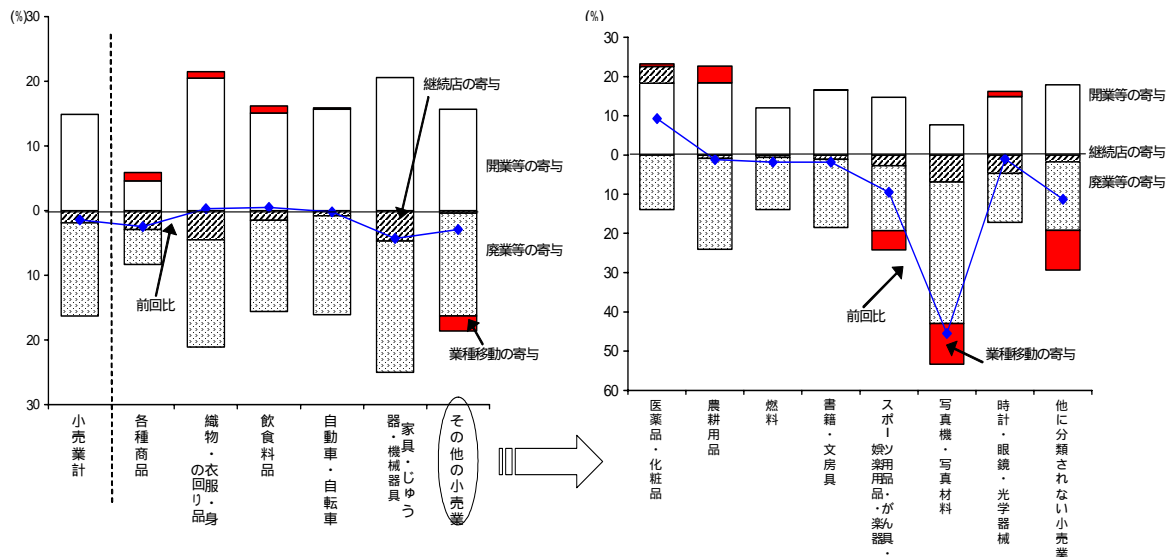 (%)
30
20
10
0
10
20
30
継続店の寄与
開業等の寄与
廃業等の寄与
前回比
業種移動の寄与
小売業計
各種商品
織物・衣服・身
の回り品
飲食料品
自動車・自転車
家具・じゅう
器・機械器具
その他の小売業
(%)
30
20
10
0
10
20
30
40
50
60
開業等の寄与
継続店の寄与
廃業等の寄与
前回比
業種移動の寄与
医薬品・化粧品
農耕用品
燃料
書籍・文房具
スポーツ用品・がん具・
娯楽用品・楽器
写真機・写真材料
時計・眼鏡・光学器械
他に分類されない小売業